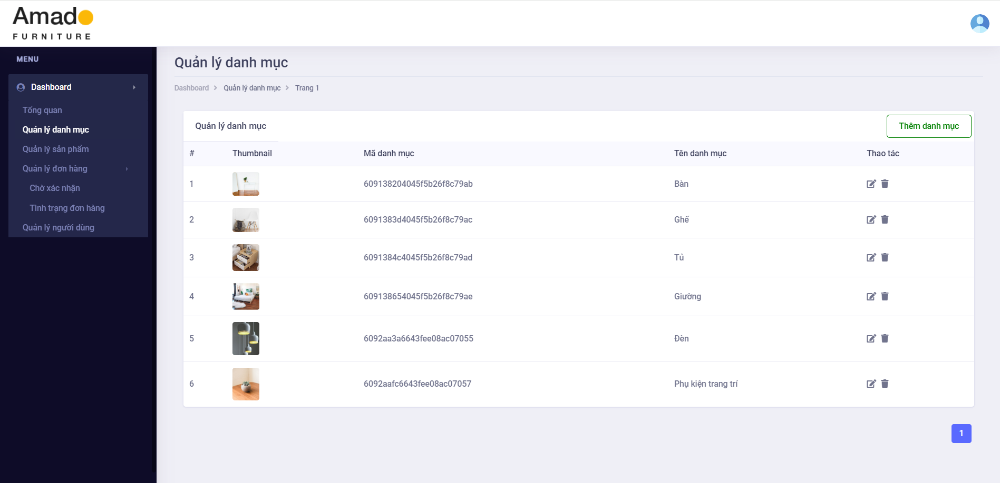 Amado
FURNITURE
MENU
Dashboard
Tổng quan
Quản lý danh mục
Quản lý sản phẩm
Quản lý đơn hàng
Chờ xác nhận
Tình trạng đơn hàng
Quản lý người dùng
Quản lý danh mục
Dashboard > Quản lý danh mục > Trang 1
Quản lý danh mục
Thêm danh mục
# Thumbnail Mã danh mục Tên danh mục Thao tác
1 609138204045f5b26f8c79ab Bàn
2 6091383d4045f5b26f8c79ac Ghế
3 6091384c4045f5b26f8c79ad Tủ
4 609138654045f5b26f8c79ae Giường
5 6092aa3a6643fee08ac07055 Đèn
6 6092aafc6643fee08ac07057 Phụ kiện trang trí
1